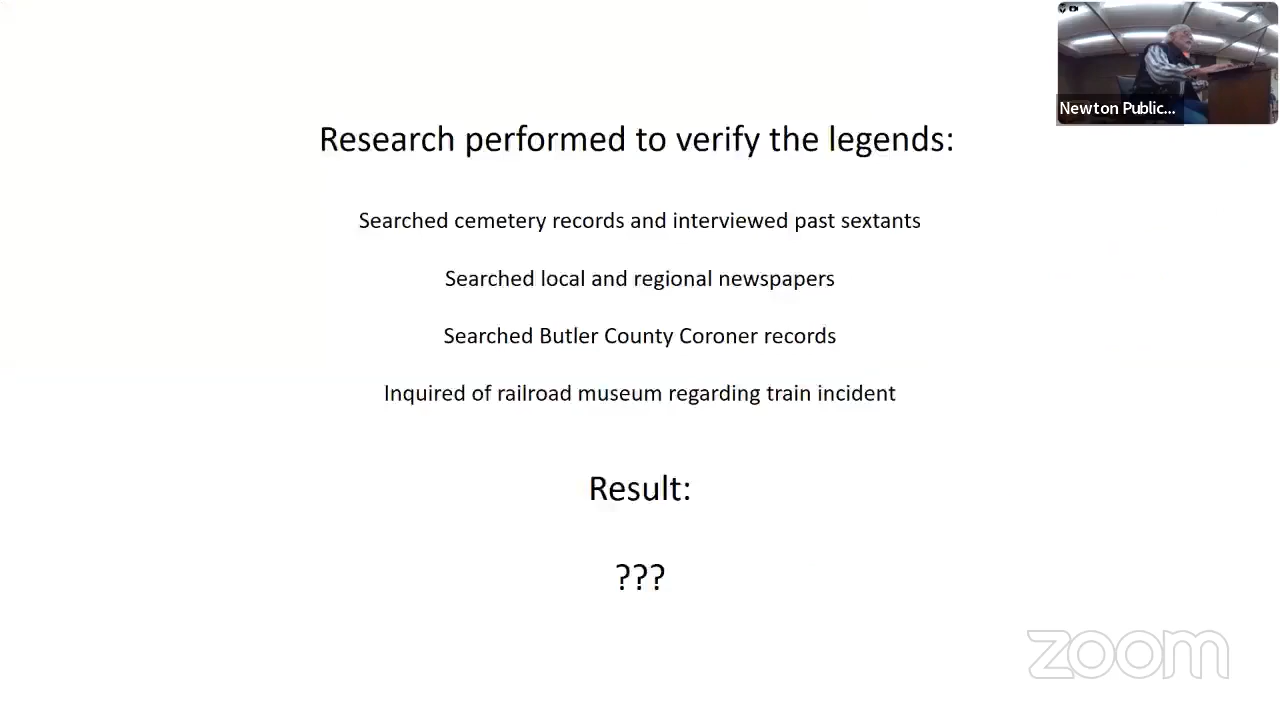 Newton Public...
Research performed to verify the legends:
Searched cemetery records and interviewed past sextants
Searched local and regional newspapers
Searched Butler County Coroner records
Inquired of railroad museum regarding train incident
Result:
???
zoom